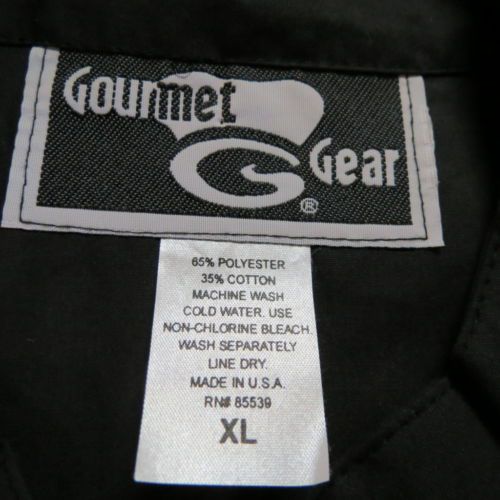 Gourmet
G Gear
®
65% POLYESTER
35% COTTON
MACHINE WASH
COLD WATER. USE
NON-CHLORINE BLEACH.
WASH SEPARATELY
LINE DRY.
MADE IN U.S.A.
RN# 85539
XL